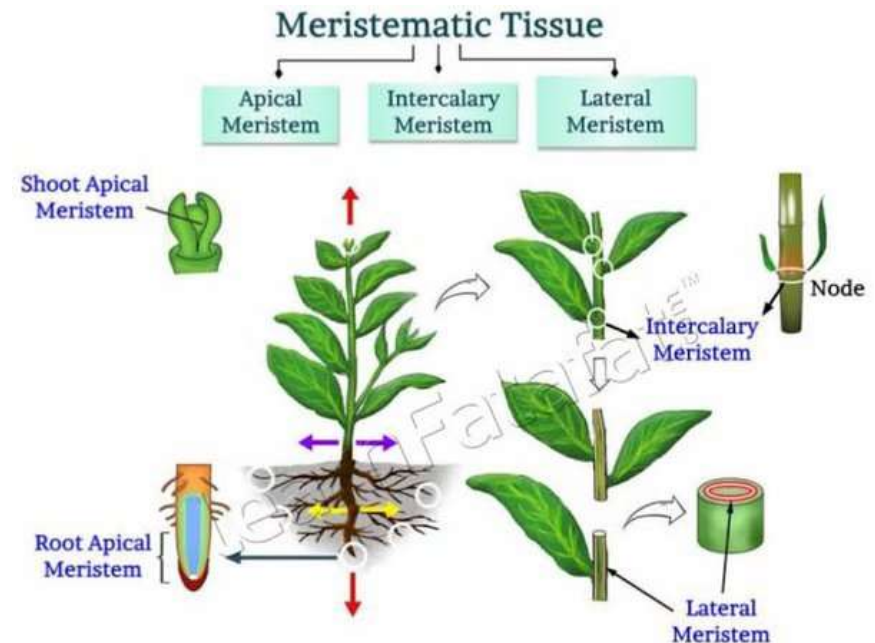 Meristematic Tissue
Apical
Meristem
Intercalary
Meristem
Lateral
Meristem
Shoot Apical
Meristem
Node
Intercalary
Meristem
Root Apical
Meristem
Lateral
Meristem